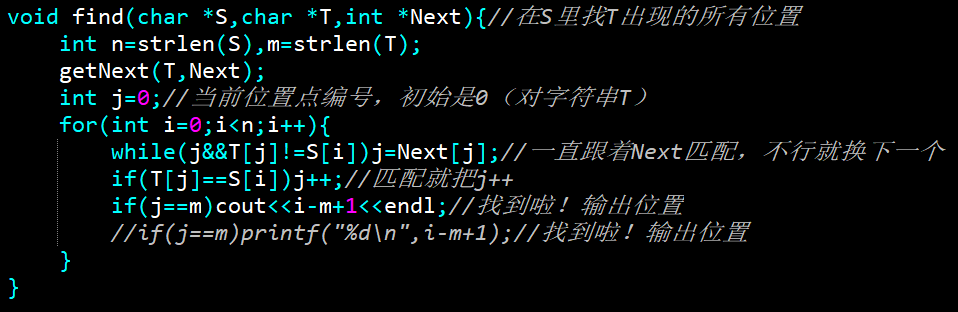 void find(char *S,char *T,int *Next){//在S里找T出现的所有位置
    int n=strlen(S),m=strlen(T);
    getNext(T,Next);
    int j=0;//当前位置点编号，初始是0（对字符串T）
    for(int i=0;i<n;i++){
        while(j&&T[j]!=S[i])j=Next[j];//一直跟着Next匹配，不行就换下一个
        if(T[j]==S[i])j++;//匹配就把j++
        if(j==m)cout<<i-m+1<<endl;//找到啦！输出位置
        //if(j==m)printf("%d\n",i-m+1);//找到啦！输出位置
    }
}